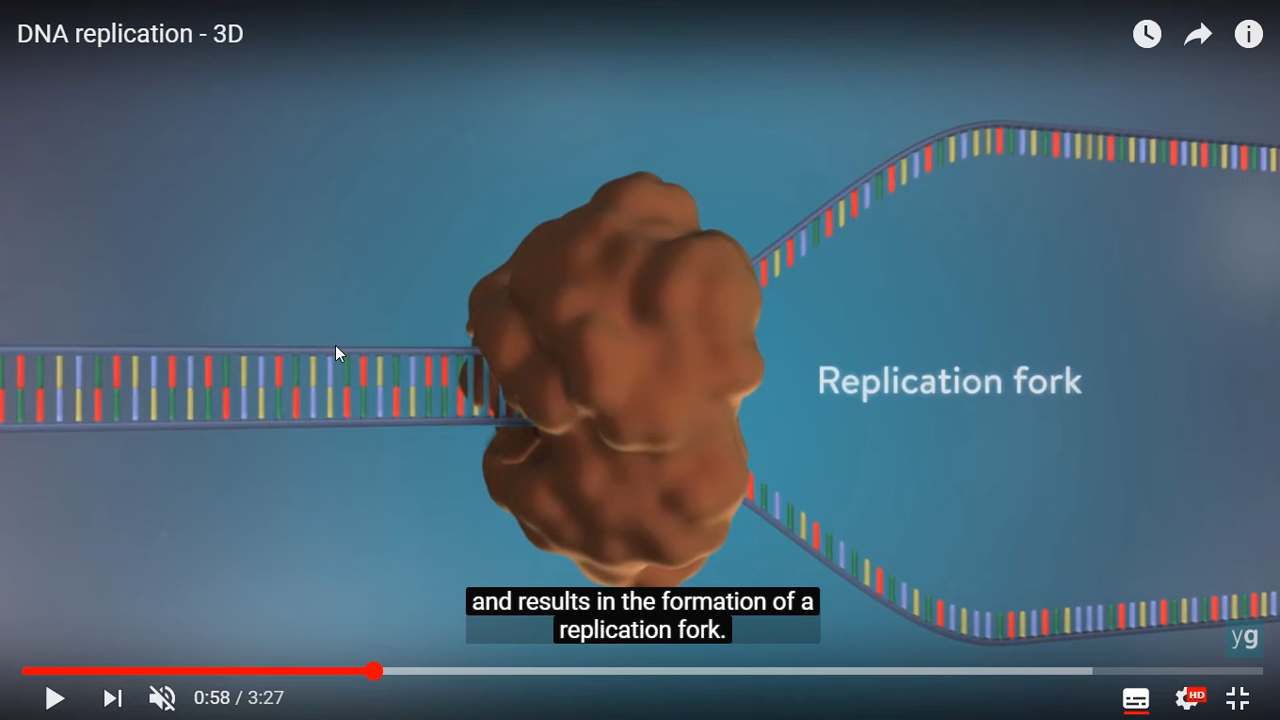 DNA replication - 3D
Replication fork
and results in the formation of a
replication fork.
yg
0:58 / 3:27
HD